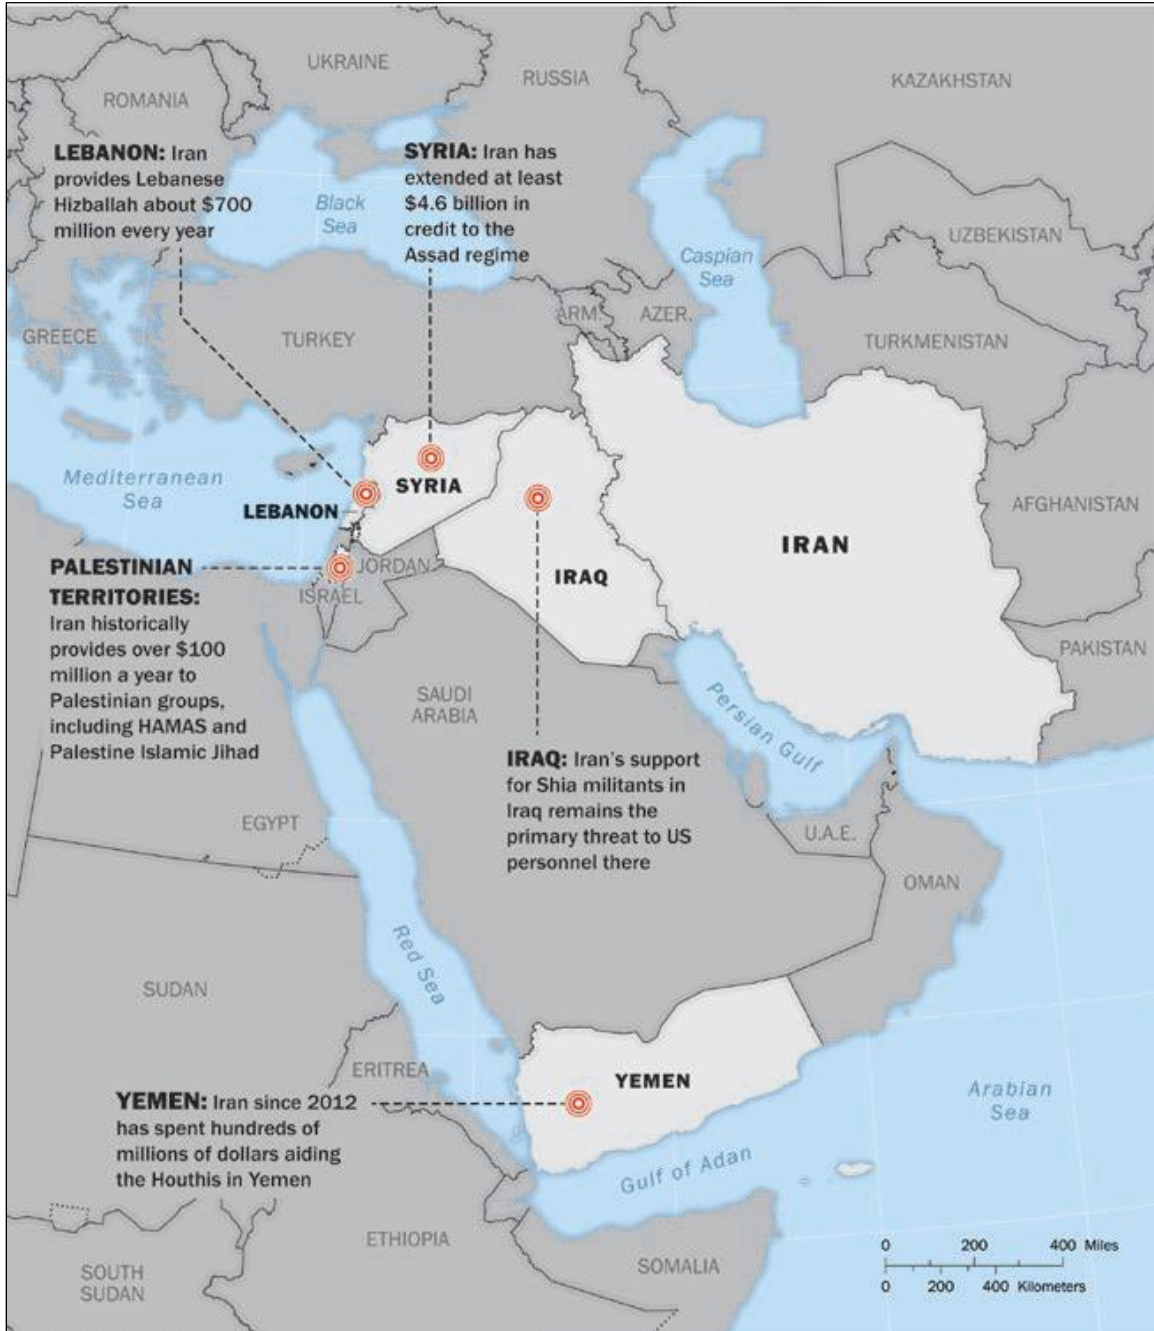 UKRAINE
RUSSIA
KAZAKHSTAN
ROMANIA
LEBANON: Iran
provides Lebanese
Hizballah about $700
million every year
SYRIA: Iran has
extended at least
$4.6 billion in
credit to the
Assad regime
Black
Sea
Caspian
Sea
UZBEKISTAN
GREECE
TURKEY
ARM.
AZER.
TURKMENISTAN
Mediterranean
Sea
SYRIA
LEBANON
AFGHANISTAN
IRAN
IRAQ
JORDAN
ISRAEL
PALESTINIAN
TERRITORIES:
Iran historically
provides over $100
million a year to
Palestinian groups,
including HAMAS and
Palestine Islamic Jihad
PAKISTAN
SAUDI
ARABIA
Persian Gulf
IRAQ: Iran's support
for Shia militants in
Iraq remains the
primary threat to US
personnel there
EGYPT
U.A.E.
OMAN
Red Sea
SUDAN
ERITREA
YEMEN
Arabian
Sea
YEMEN: Iran since 2012
has spent hundreds of
millions of dollars aiding
the Houthis in Yemen
Gulf of Adan
ETHIOPIA
SOMALIA
SOUTH
SUDAN
0 200 400 Miles
0 200 400 Kilometers